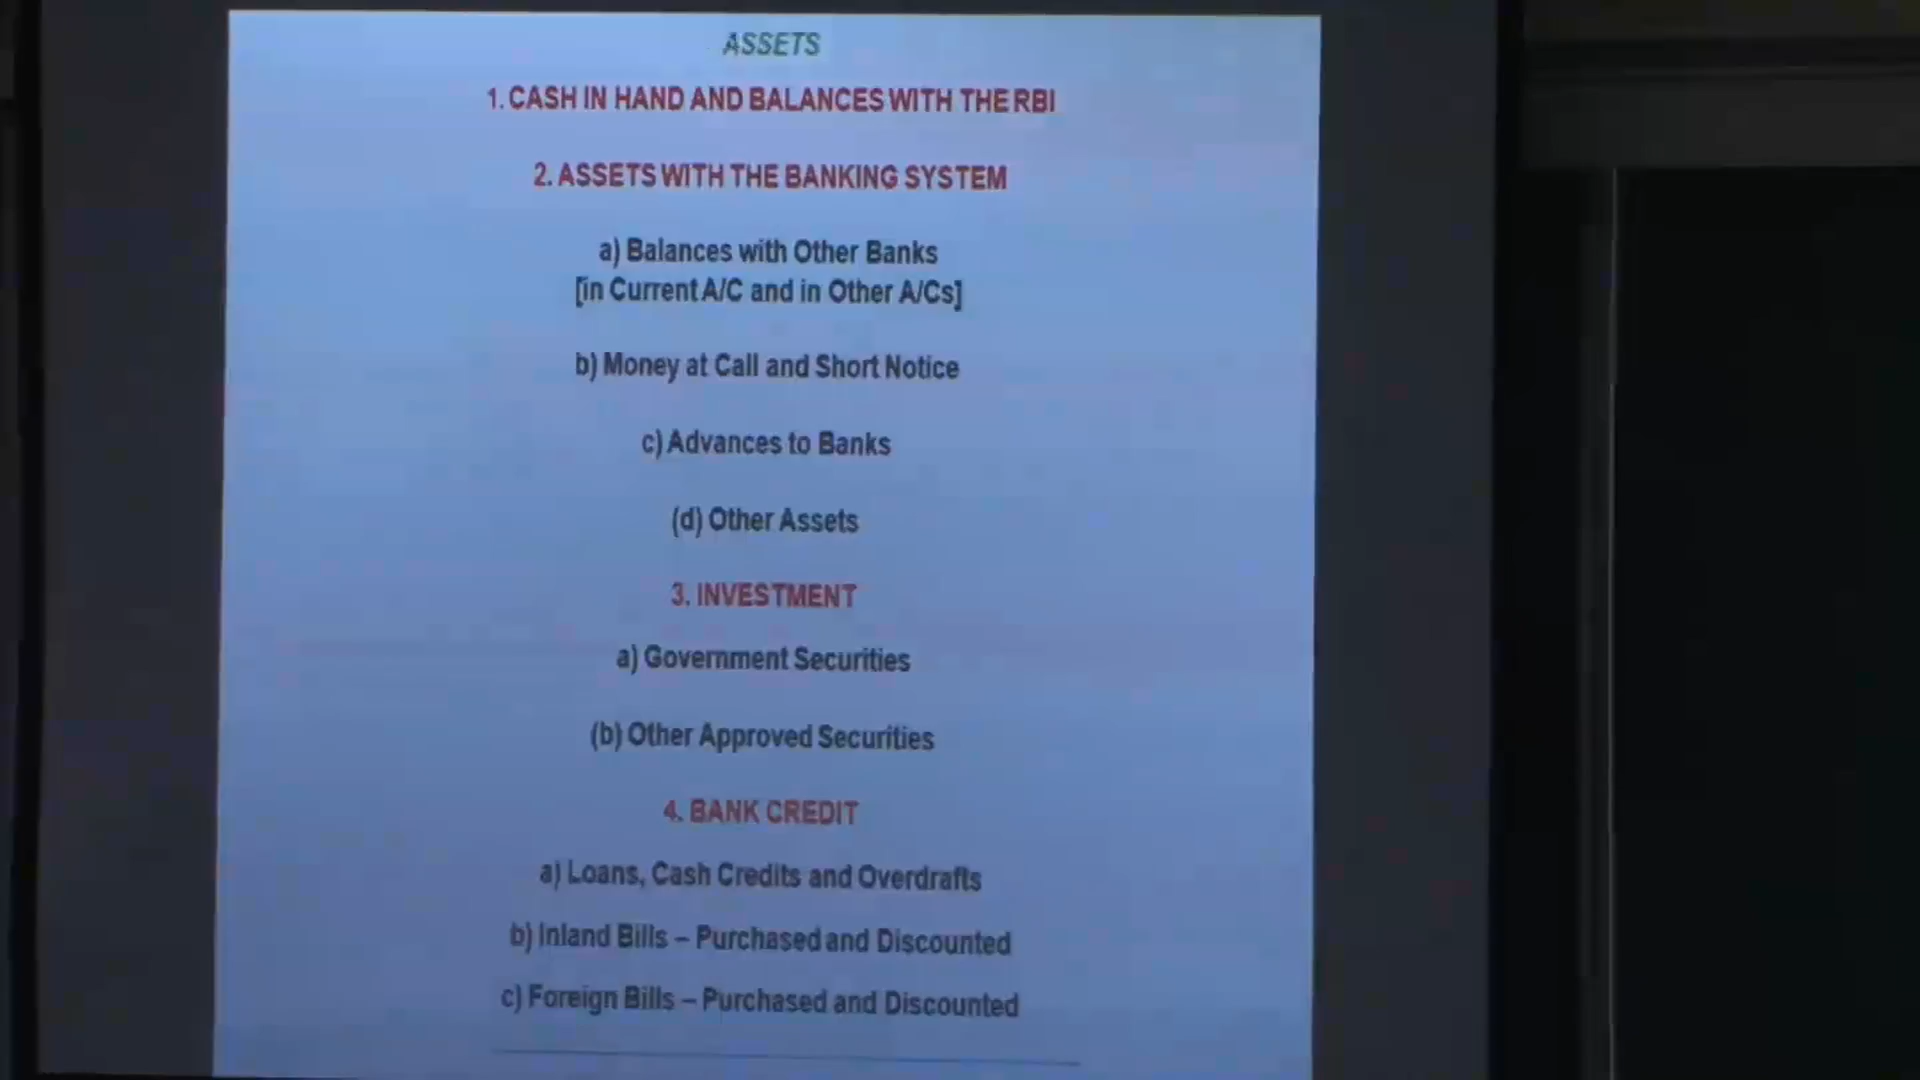 ASSETS
1. CASH IN HAND AND BALANCES WITH THE RBI
2. ASSETS WITH THE BANKING SYSTEM
a) Balances with Other Banks
[in Current A/C and in Other A/Cs]
b) Money at Call and Short Notice
c) Advances to Banks
(d) Other Assets
3. INVESTMENT
a) Government Securities
(b) Other Approved Securities
4. BANK CREDIT
a) Loans, Cash Credits and Overdrafts
b) Inland Bills – Purchased and Discounted
c) Foreign Bills – Purchased and Discounted